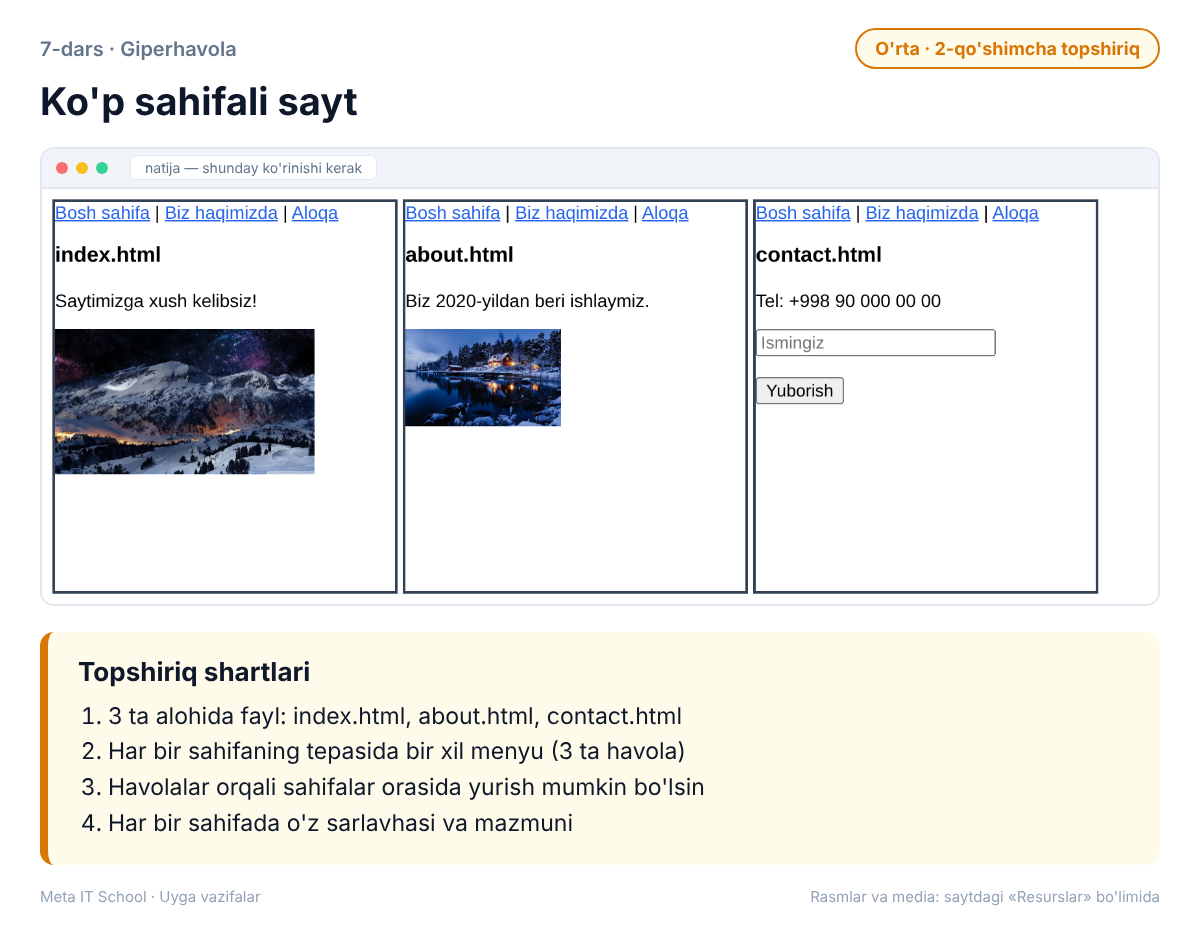 7-dars · Giperhavola
O'rta · 2-qo'shimcha topshiriq
Ko'p sahifali sayt
natija — shunday ko'rinishi kerak
Bosh sahifa | Biz haqimizda | Aloqa
index.html
Saytimizga xush kelibsiz!
Bosh sahifa | Biz haqimizda | Aloqa
about.html
Biz 2020-yildan beri ishlaymiz.
Bosh sahifa | Biz haqimizda | Aloqa
contact.html
Tel: +998 90 000 00 00
Ismingiz
Yuborish
Topshiriq shartlari
1. 3 ta alohida fayl: index.html, about.html, contact.html
2. Har bir sahifaning tepasida bir xil menyu (3 ta havola)
3. Havolalar orqali sahifalar orasida yurish mumkin bo'lsin
4. Har bir sahifada o'z sarlavhasi va mazmuni
Meta IT School · Uyga vazifalar
Rasmlar va media: saytdagi «Resurslar» bo'limida